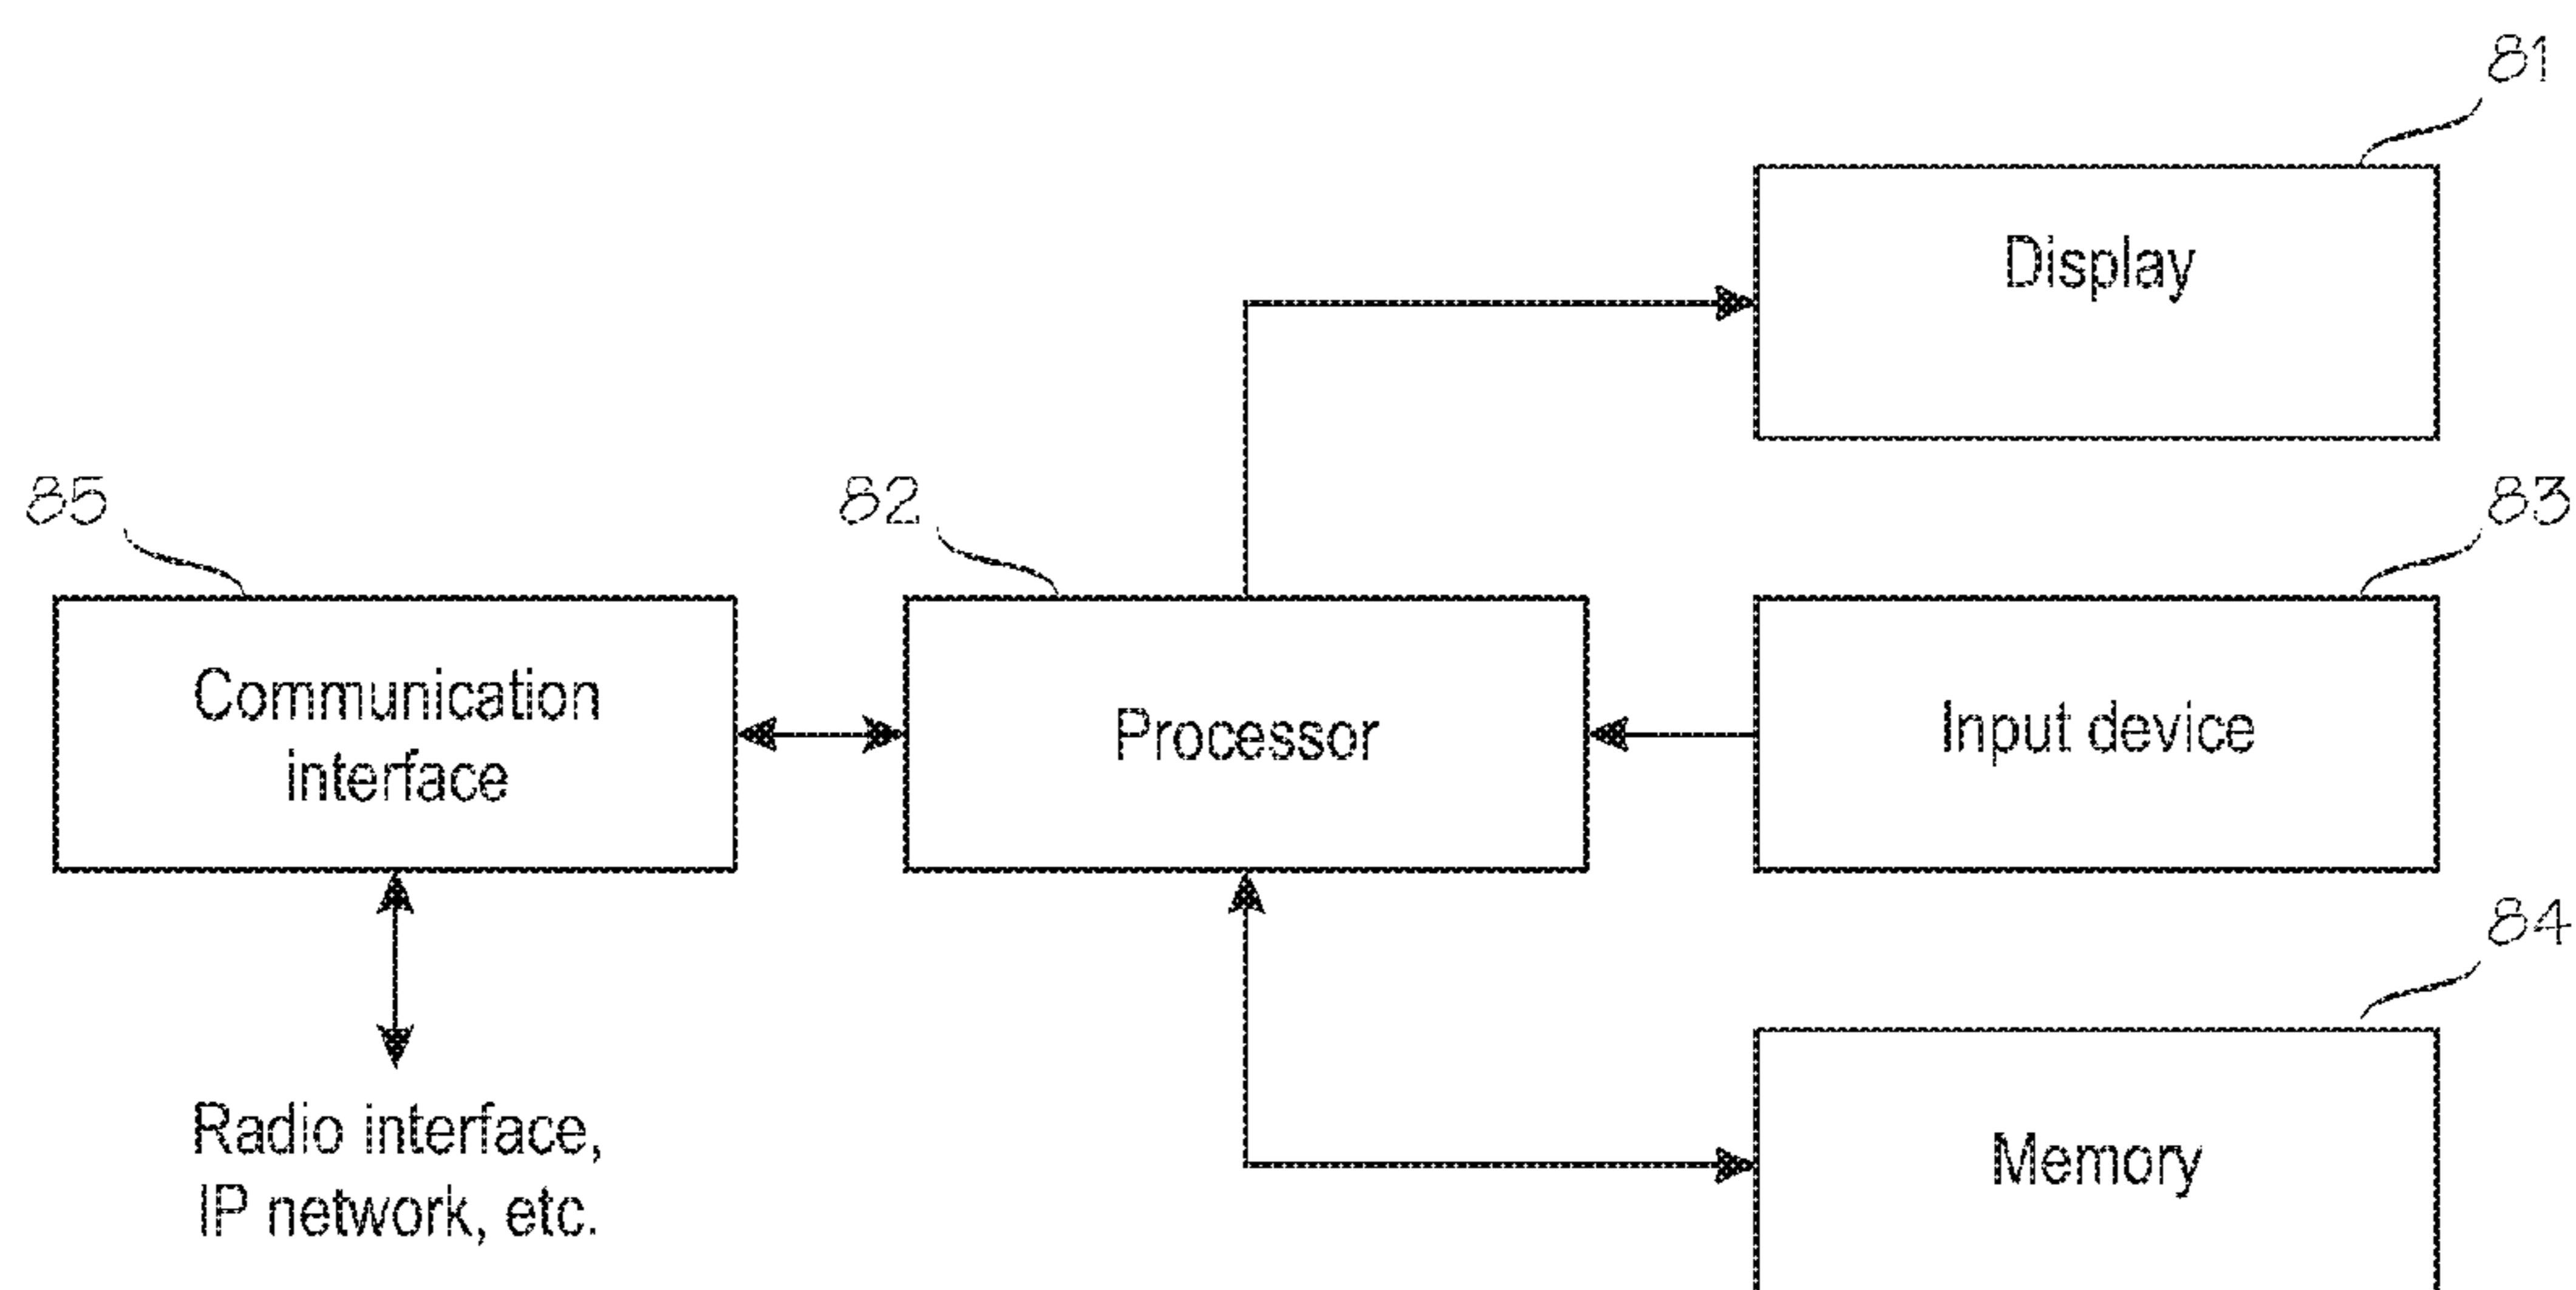 81
Display
85
82
83
Communication
interface
Processor
Input device
84
Radio interface,
IP network, etc.
Memory